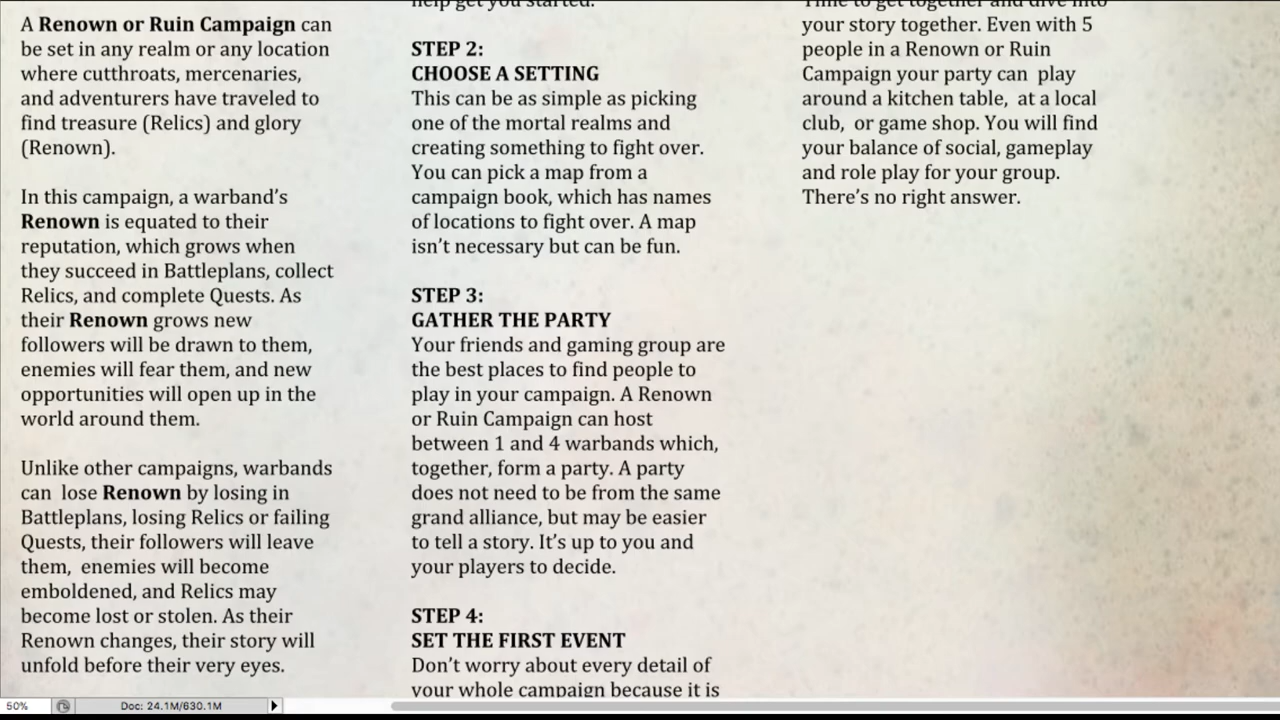 A Renown or Ruin Campaign can
be set in any realm or any location
where cutthroats, mercenaries,
and adventurers have traveled to
find treasure (Relics) and glory
(Renown).
In this campaign, a warband's
Renown is equated to their
reputation, which grows when
they succeed in Battleplans, collect
Relics, and complete Quests. As
their Renown grows new
followers will be drawn to them,
enemies will fear them, and new
opportunities will open up in the
world around them.
Unlike other campaigns, warbands
can  lose Renown by losing in
Battleplans, losing Relics or failing
Quests, their followers will leave
them,  enemies will become
emboldened, and Relics may
become lost or stolen. As their
Renown changes, their story will
unfold before their very eyes.
help get you started.
STEP 2:
CHOOSE A SETTING
This can be as simple as picking
one of the mortal realms and
creating something to fight over.
You can pick a map from a
campaign book, which has names
of locations to fight over. A map
isn't necessary but can be fun.
STEP 3:
GATHER THE PARTY
Your friends and gaming group are
the best places to find people to
play in your campaign. A Renown
or Ruin Campaign can host
between 1 and 4 warbands which,
together, form a party. A party
does not need to be from the same
grand alliance, but may be easier
to tell a story. It's up to you and
your players to decide.
STEP 4:
SET THE FIRST EVENT
Don't worry about every detail of
your whole campaign because it is
Time to get together and dive into
your story together. Even with 5
people in a Renown or Ruin
Campaign your party can  play
around a kitchen table,  at a local
club,  or game shop. You will find
your balance of social, gameplay
and role play for your group.
There's no right answer.
50%
Doc: 24.1M/630.1M